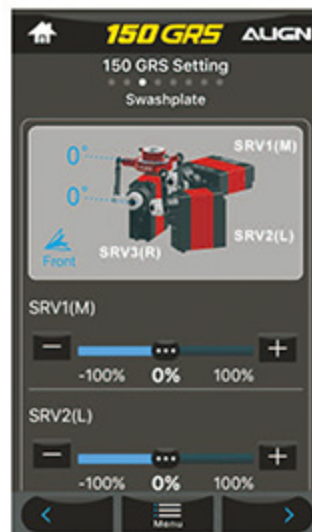 150 GRS ALIGN
150 GRS Setting
Swashplate
SRV1(M)
0°
0°
SRV2(L)
SRV3(R)
Front
SRV1(M)
-100% 0% 100%
SRV2(L)
-100% 0% 100%
Menu